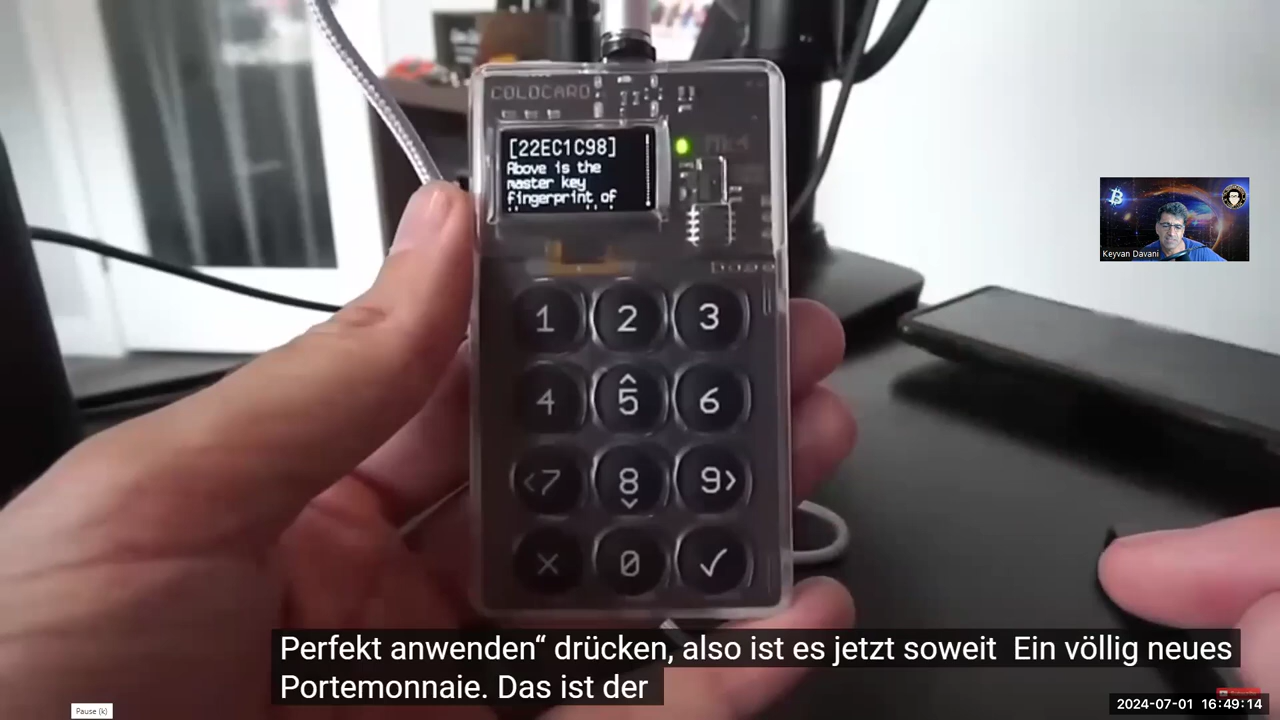 COLDCARD
[22EC1C98]
Above is the
master key
fingerprint of
Mk4
Keyvan Davani
1 2 3
4 5 6
<7 8 9>
0
Perfekt anwenden“ drücken, also ist es jetzt soweit Ein völlig neues
Portemonnaie. Das ist der
Pause (k)
2024-07-01 16:49:14